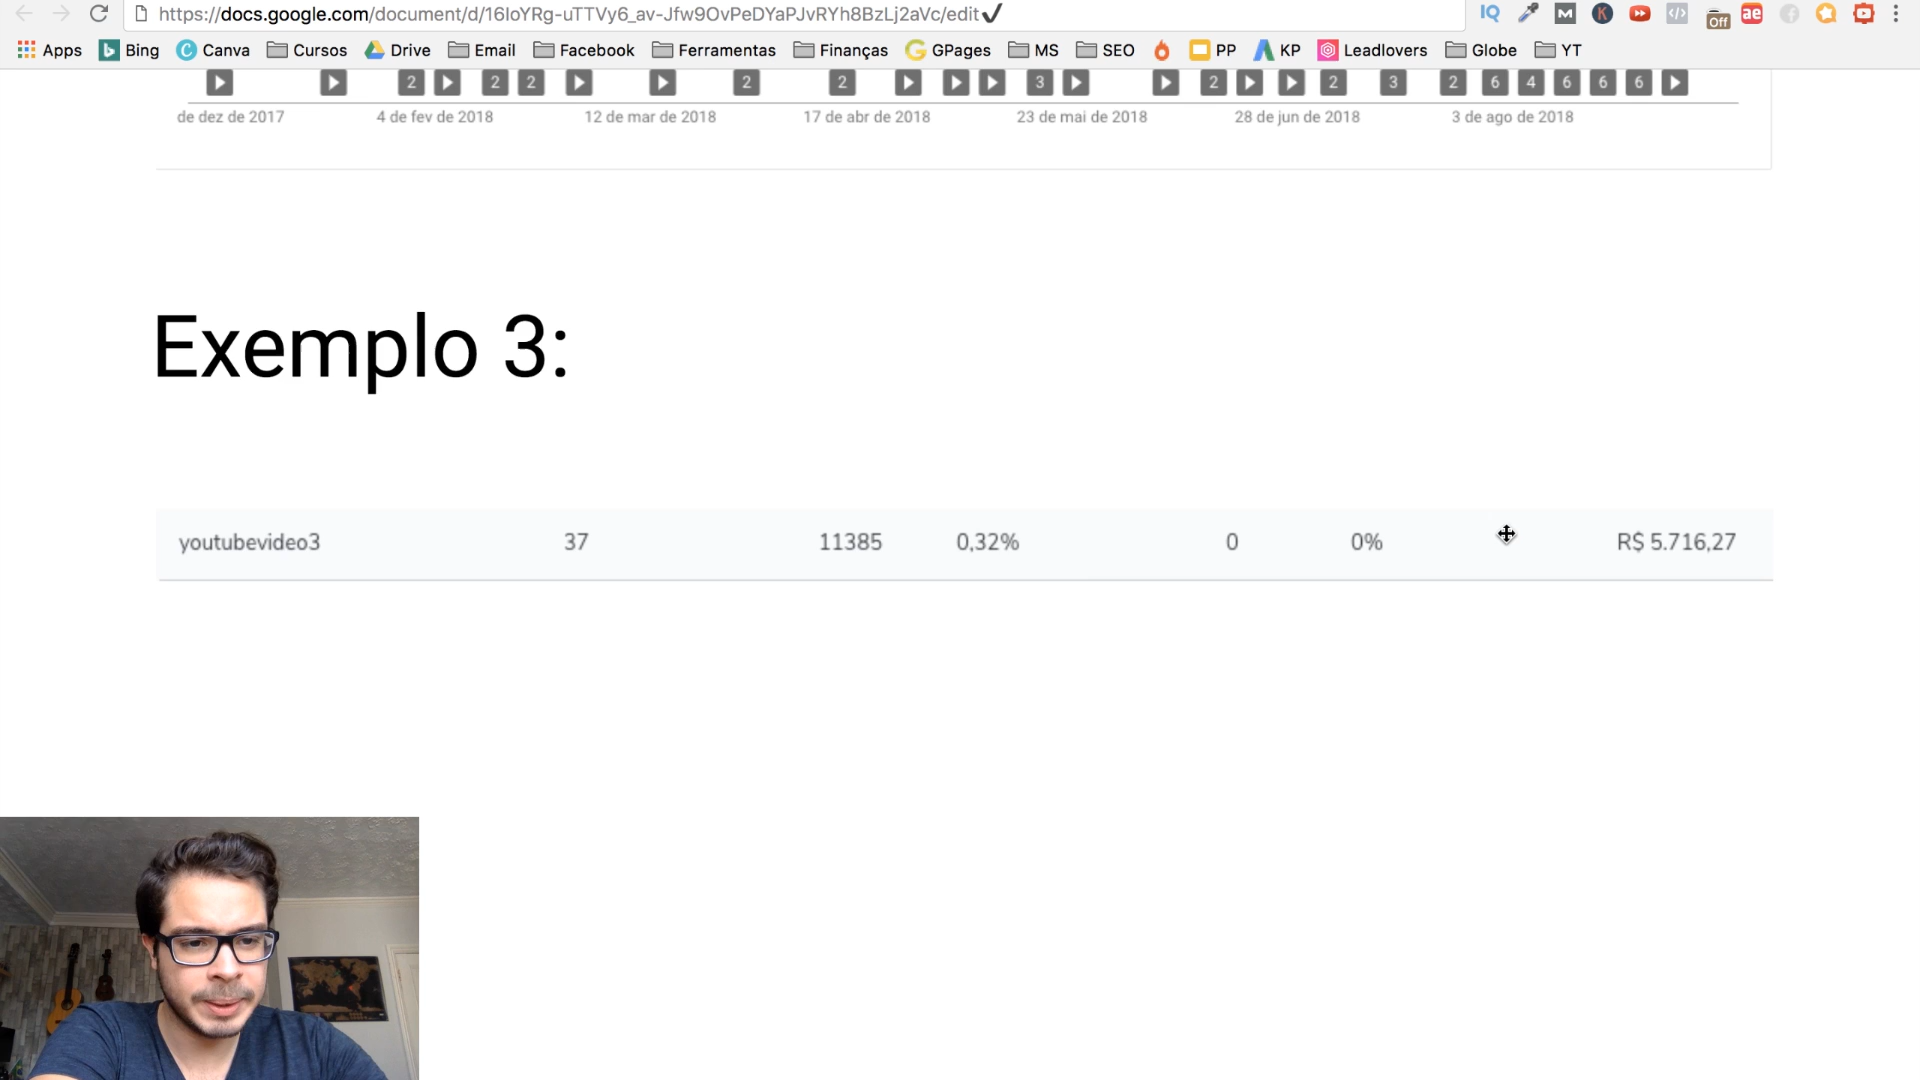 https://docs.google.com/document/d/16IoYRg-uTTVy6_av-Jfw9OvPeDYaPJvRYh8BzLj2aVc/edit IQ M K Off ae
Apps Bing Canva Cursos Drive Email Facebook Ferramentas Finanças GPages MS SEO PP KP Leadlovers Globe YT
2 2 2 2 2 3 2 2 3 2 6 4 6 6 6
de dez de 2017 4 de fev de 2018 12 de mar de 2018 17 de abr de 2018 23 de mai de 2018 28 de jun de 2018 3 de ago de 2018
Exemplo 3:
youtubevideo3 37 11385 0,32% 0 0% R$ 5.716,27